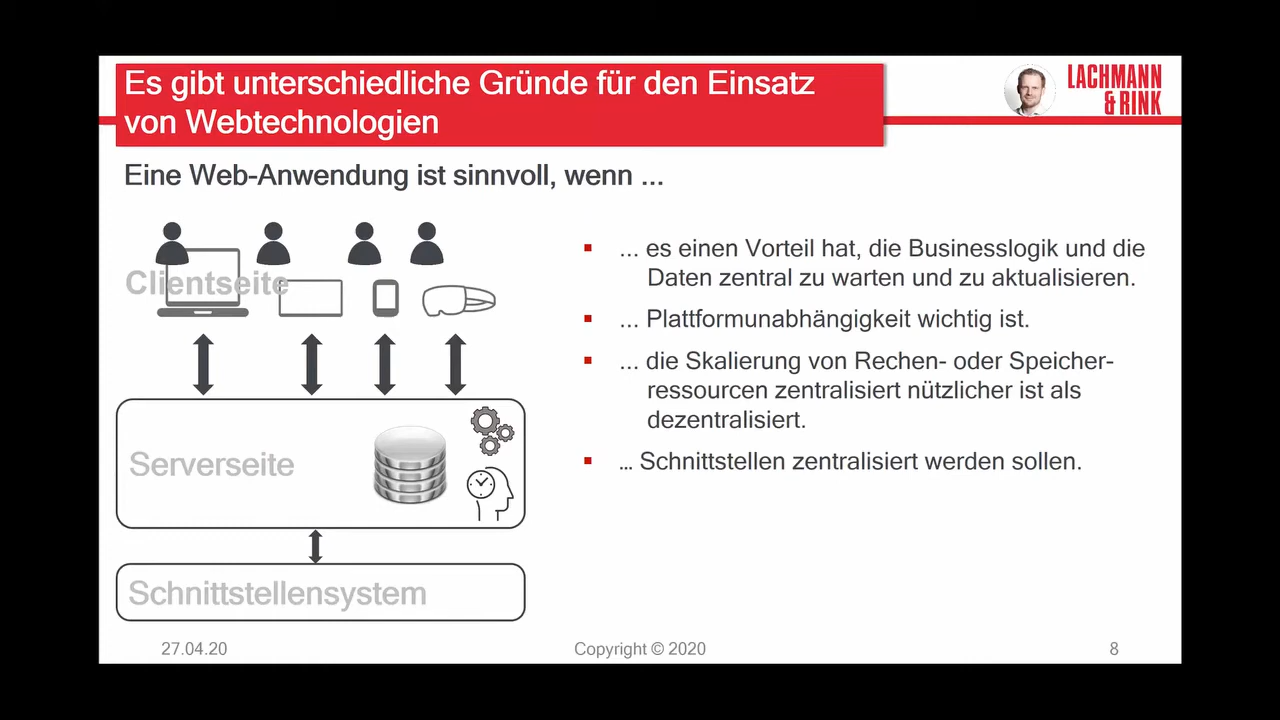 Es gibt unterschiedliche Gründe für den Einsatz
von Webtechnologien
LACHMANN
& RINK
Eine Web-Anwendung ist sinnvoll, wenn ...
Clientseite
Serverseite
Schnittstellensystem
... es einen Vorteil hat, die Businesslogik und die
Daten zentral zu warten und zu aktualisieren.
... Plattformunabhängigkeit wichtig ist.
... die Skalierung von Rechen- oder Speicher-
ressourcen zentralisiert nützlicher ist als
dezentralisiert.
... Schnittstellen zentralisiert werden sollen.
27.04.20
Copyright © 2020
8